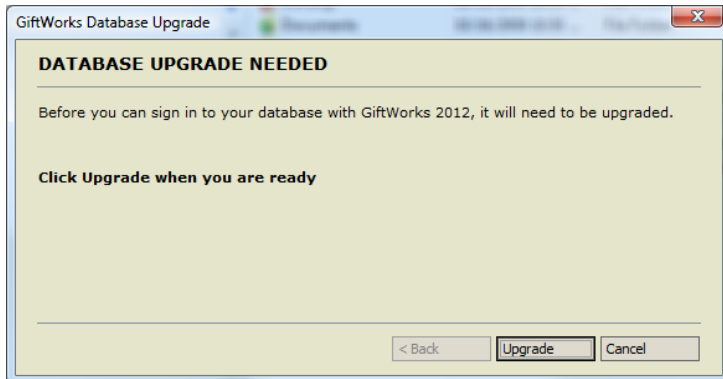 GiftWorks Database Upgrade
Documents
DATABASE UPGRADE NEEDED
Before you can sign in to your database with GiftWorks 2012, it will need to be upgraded.
Click Upgrade when you are ready
< Back
Upgrade
Cancel